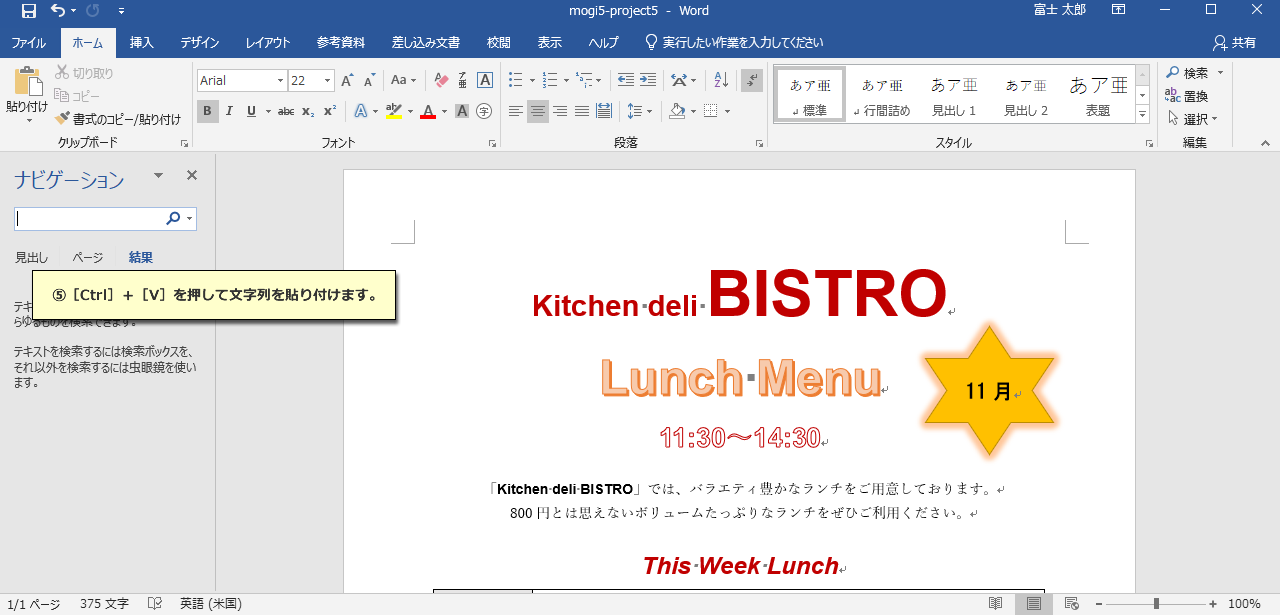 mogi5-project5 - Word
富士 太郎
ファイル ホーム 挿入 デザイン レイアウト 参考資料 差し込み文書 校閲 表示 ヘルプ 実行したい作業を入力してください 共有
貼り付け
切り取り
コピー
書式のコピー/貼り付け
クリップボード
Arial 22
フォント
段落
あア亜 あア亜 あア亜 あア亜 あア亜
↲標準 ↲行間詰め 見出し 1 見出し 2 表題
スタイル
検索
置換
選択
編集
ナビゲーション
見出し ページ 結果
⑤［Ctrl］+［V］を押して文字列を貼り付けます。
らゆるものを検索できます。
テキストを検索するには検索ボックスを、
それ以外を検索するには虫眼鏡を使い
ます。
Kitchen·deli·BISTRO
Lunch·Menu
11 月
11:30～14:30
「Kitchen·deli·BISTRO」では、バラエティ豊かなランチをご用意しております。
800 円とは思えないボリュームたっぷりなランチをぜひご利用ください。
This·Week·Lunch
1/1 ページ 375 文字 英語 (米国) 100%